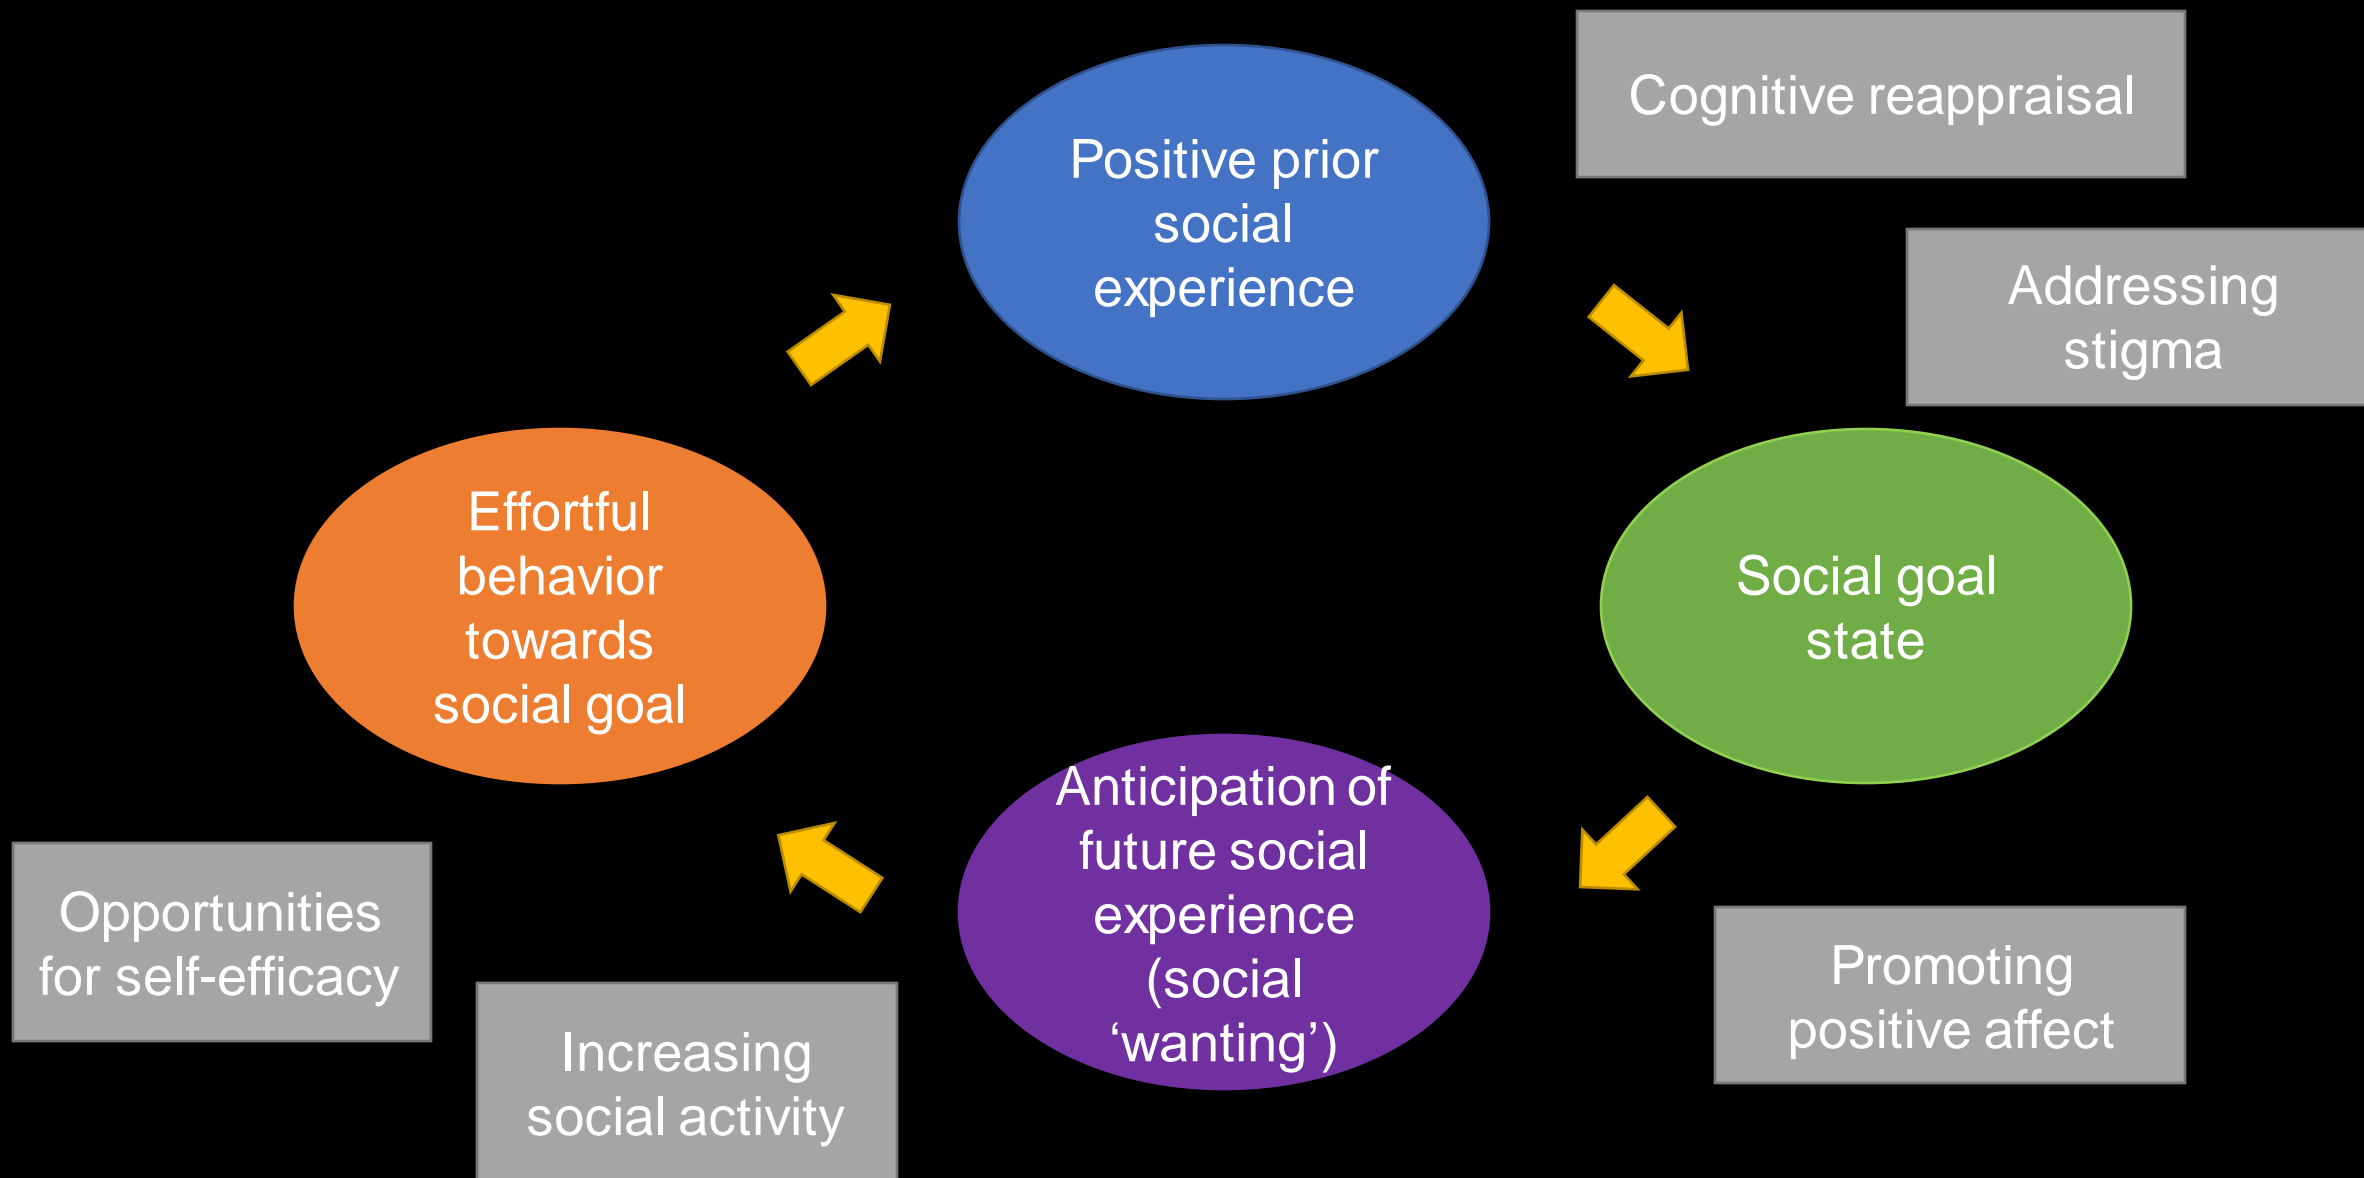 Cognitive reappraisal
Positive prior
social
experience
Addressing
stigma
Effortful
behavior
towards
social goal
Social goal
state
Anticipation of
future social
experience
(social
‘wanting’)
Opportunities
for self-efficacy
Increasing
social activity
Promoting
positive affect